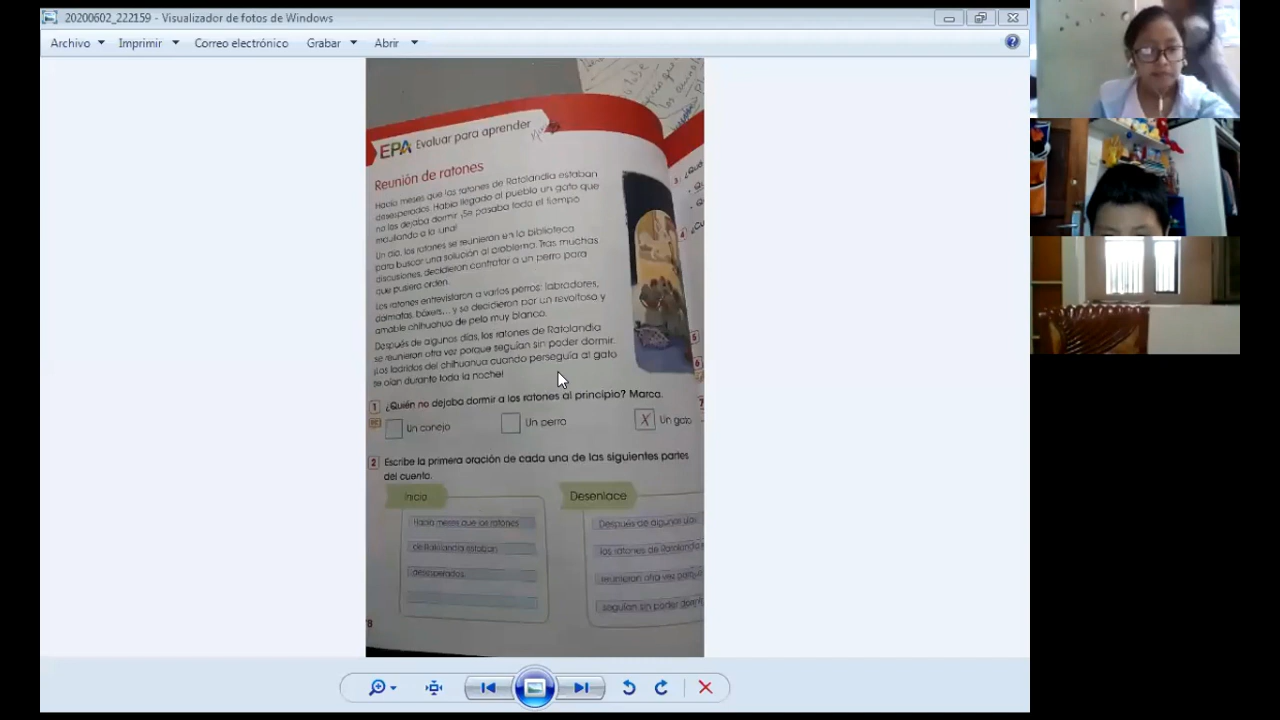 20200602_222159 - Visualizador de fotos de Windows
Archivo Imprimir Correo electrónico Grabar Abrir
EPA Evaluar para aprender
Reunión de ratones
Hacía meses que los ratones de Ratolandia estaban
desesperados. Había llegado al pueblo un gato que
no los dejaba dormir. ¡Se pasaba todo el tiempo
maullando a la luna!
Un día, los ratones se reunieron en la biblioteca
para buscar una solución al problema. Tras muchas
discusiones, decidieron contratar a un perro para
que pusiera orden.
Los ratones entrevistaron a varios perros: labradores,
dálmatas, bóxers,... y se decidieron por un revoltoso y
amable chihuahua de pelo muy blanco.
Después de algunos días, los ratones de Ratolandia
se reunieron otra vez porque seguían sin poder dormir.
¡Los ladridos del chihuahua cuando perseguía al gato
se oían durante toda la noche!
1 ¿Quién no dejaba dormir a los ratones al principio? Marca.
Un conejo Un perro X Un gato
2 Escribe la primera oración de cada una de las siguientes partes
del cuento.
Inicio Desenlace
Hacía meses que los ratones
de Ratolandia estaban
desesperados.
Después de algunos días,
los ratones de Ratolandia
reunieron otra vez porque
seguían sin poder dormir
3
4
5
6
7
8